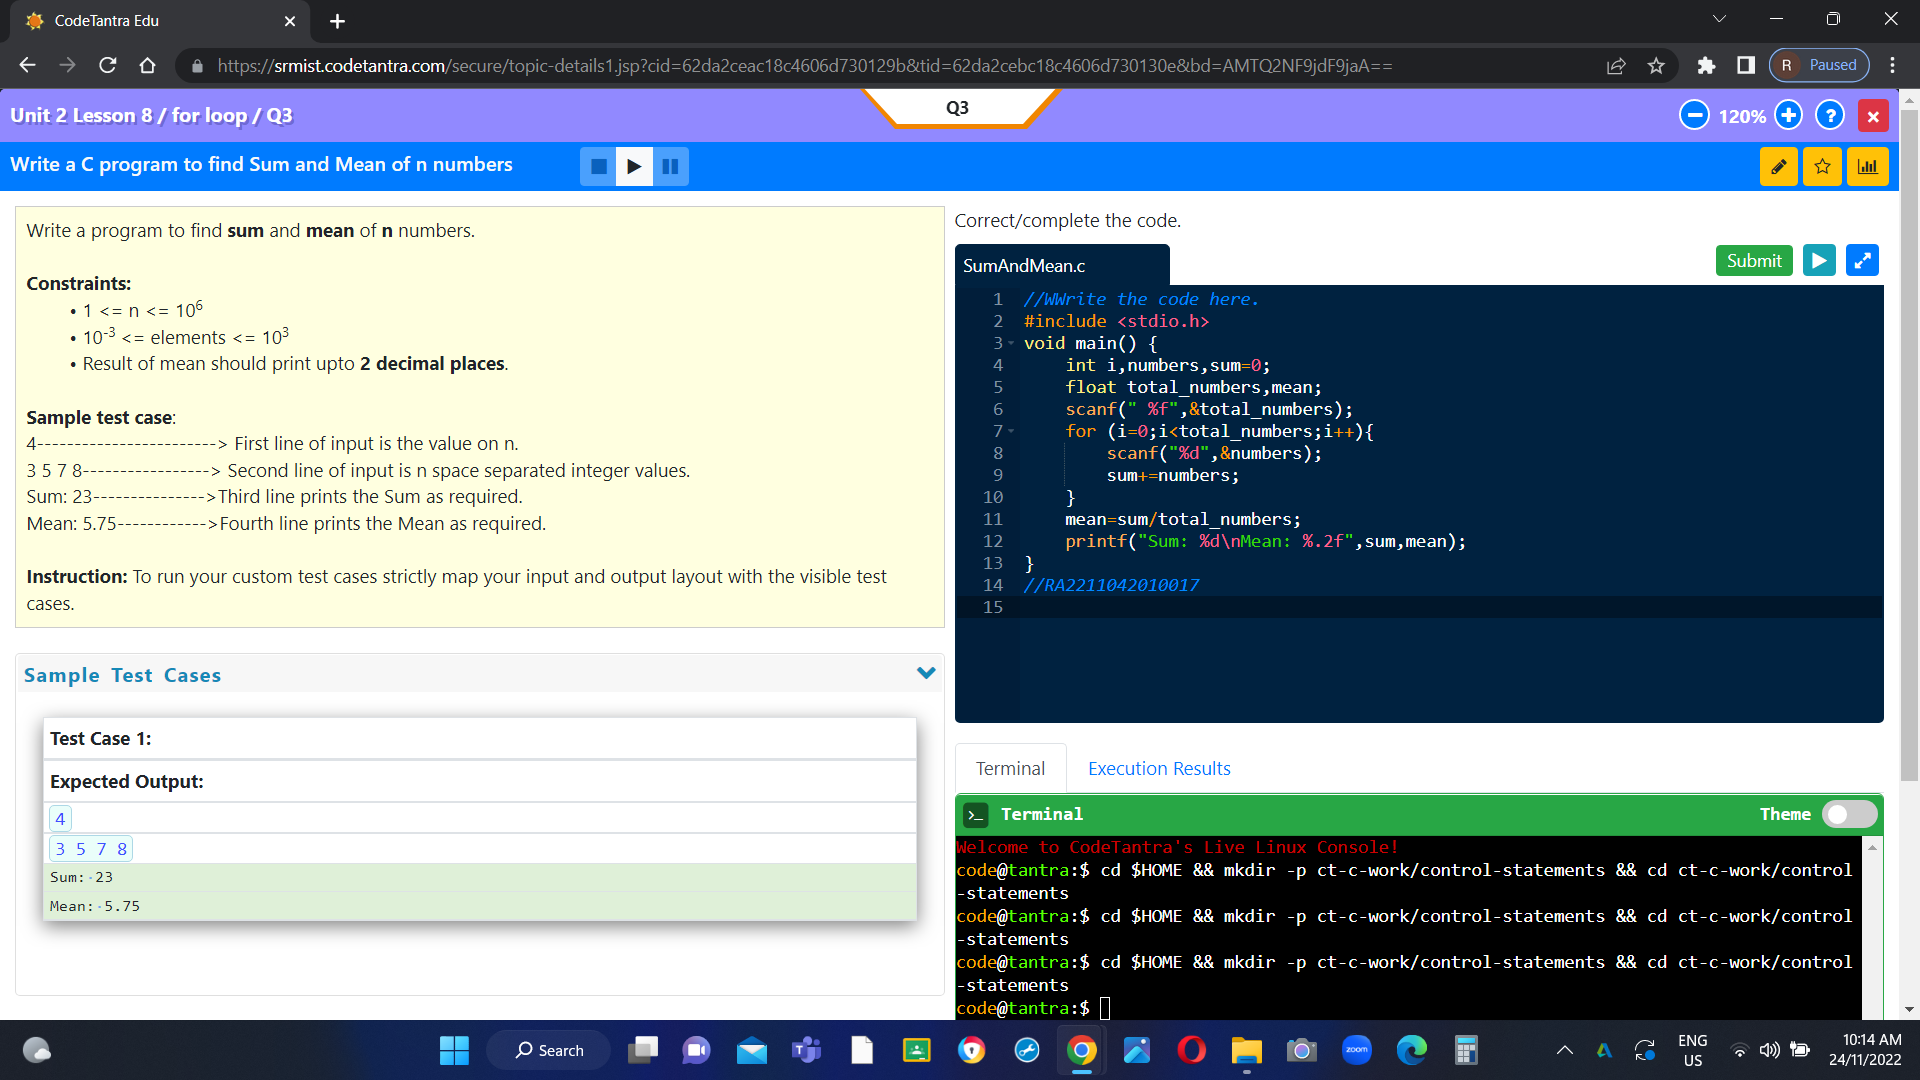 CodeTantra Edu
https://srmist.codetantra.com/secure/topic-details1.jsp?cid=62da2ceac18c4606d730129b&tid=62da2cebc18c4606d730130e&bd=AMTQ2NF9jdF9jaA==
R Paused
Unit 2 Lesson 8 / for loop / Q3
Q3
120%
Write a C program to find Sum and Mean of n numbers
Write a program to find sum and mean of n numbers.
Constraints:
• 1 <= n <= 10⁶
• 10⁻³ <= elements <= 10³
• Result of mean should print upto 2 decimal places.
Sample test case:
4------------------------> First line of input is the value on n.
3 5 7 8-----------------> Second line of input is n space separated integer values.
Sum: 23--------------->Third line prints the Sum as required.
Mean: 5.75------------>Fourth line prints the Mean as required.
Instruction: To run your custom test cases strictly map your input and output layout with the visible test
cases.
Sample Test Cases
Test Case 1:
Expected Output:
4
3 5 7 8
Sum:·23
Mean:·5.75
Correct/complete the code.
SumAndMean.c
Submit
1 //WWrite the code here.
2 #include <stdio.h>
3 void main() {
4 int i,numbers,sum=0;
5 float total_numbers,mean;
6 scanf(" %f",&total_numbers);
7 for (i=0;i<total_numbers;i++){
8 scanf("%d",&numbers);
9 sum+=numbers;
10 }
11 mean=sum/total_numbers;
12 printf("Sum: %d\nMean: %.2f",sum,mean);
13 }
14 //RA2211042010017
15
Terminal
Execution Results
>_ Terminal
Theme
Welcome to CodeTantra's Live Linux Console!
code@tantra:$ cd $HOME && mkdir -p ct-c-work/control-statements && cd ct-c-work/control
-statements
code@tantra:$ cd $HOME && mkdir -p ct-c-work/control-statements && cd ct-c-work/control
-statements
code@tantra:$ cd $HOME && mkdir -p ct-c-work/control-statements && cd ct-c-work/control
-statements
code@tantra:$
Search
zoom
ENG
US
10:14 AM
24/11/2022